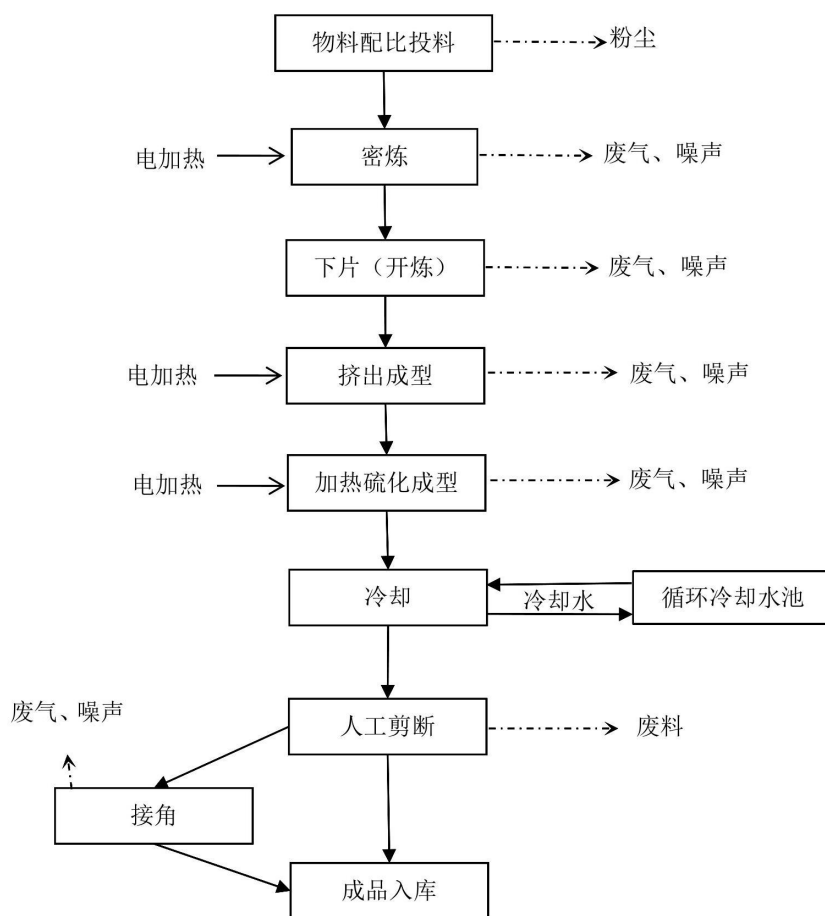 物料配比投料
粉尘
电加热
密炼
废气、噪声
下片（开炼）
废气、噪声
电加热
挤出成型
废气、噪声
电加热
加热硫化成型
废气、噪声
冷却
冷却水
循环冷却水池
废气、噪声
人工剪断
废料
接角
成品入库